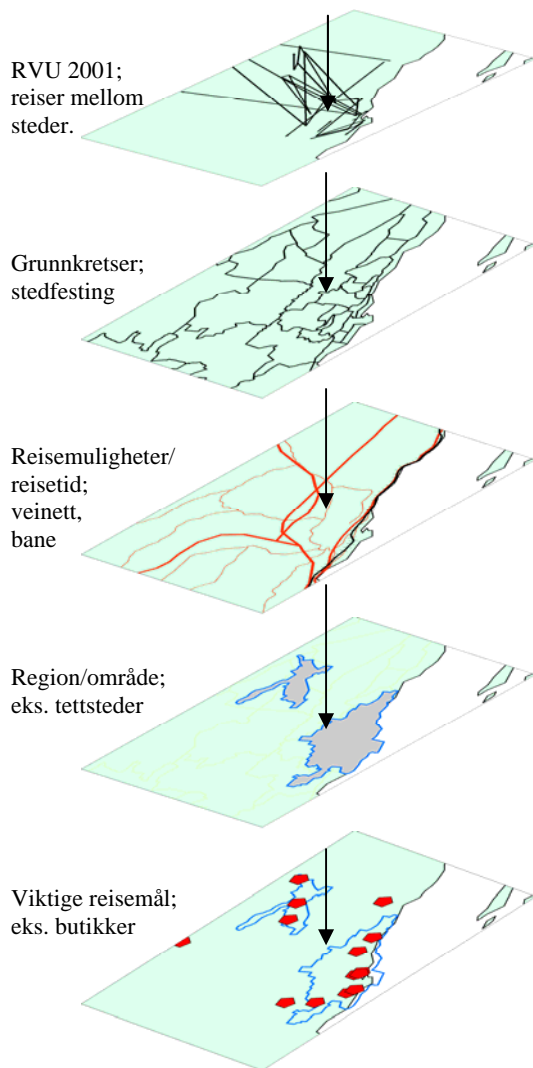 RVU 2001;
reiser mellom
steder.
Grunnkretser;
stedfesting
Reisemuligheter/
reisetid;
veinett,
bane
Region/område;
eks. tettsteder
Viktige reisemål;
eks. butikker